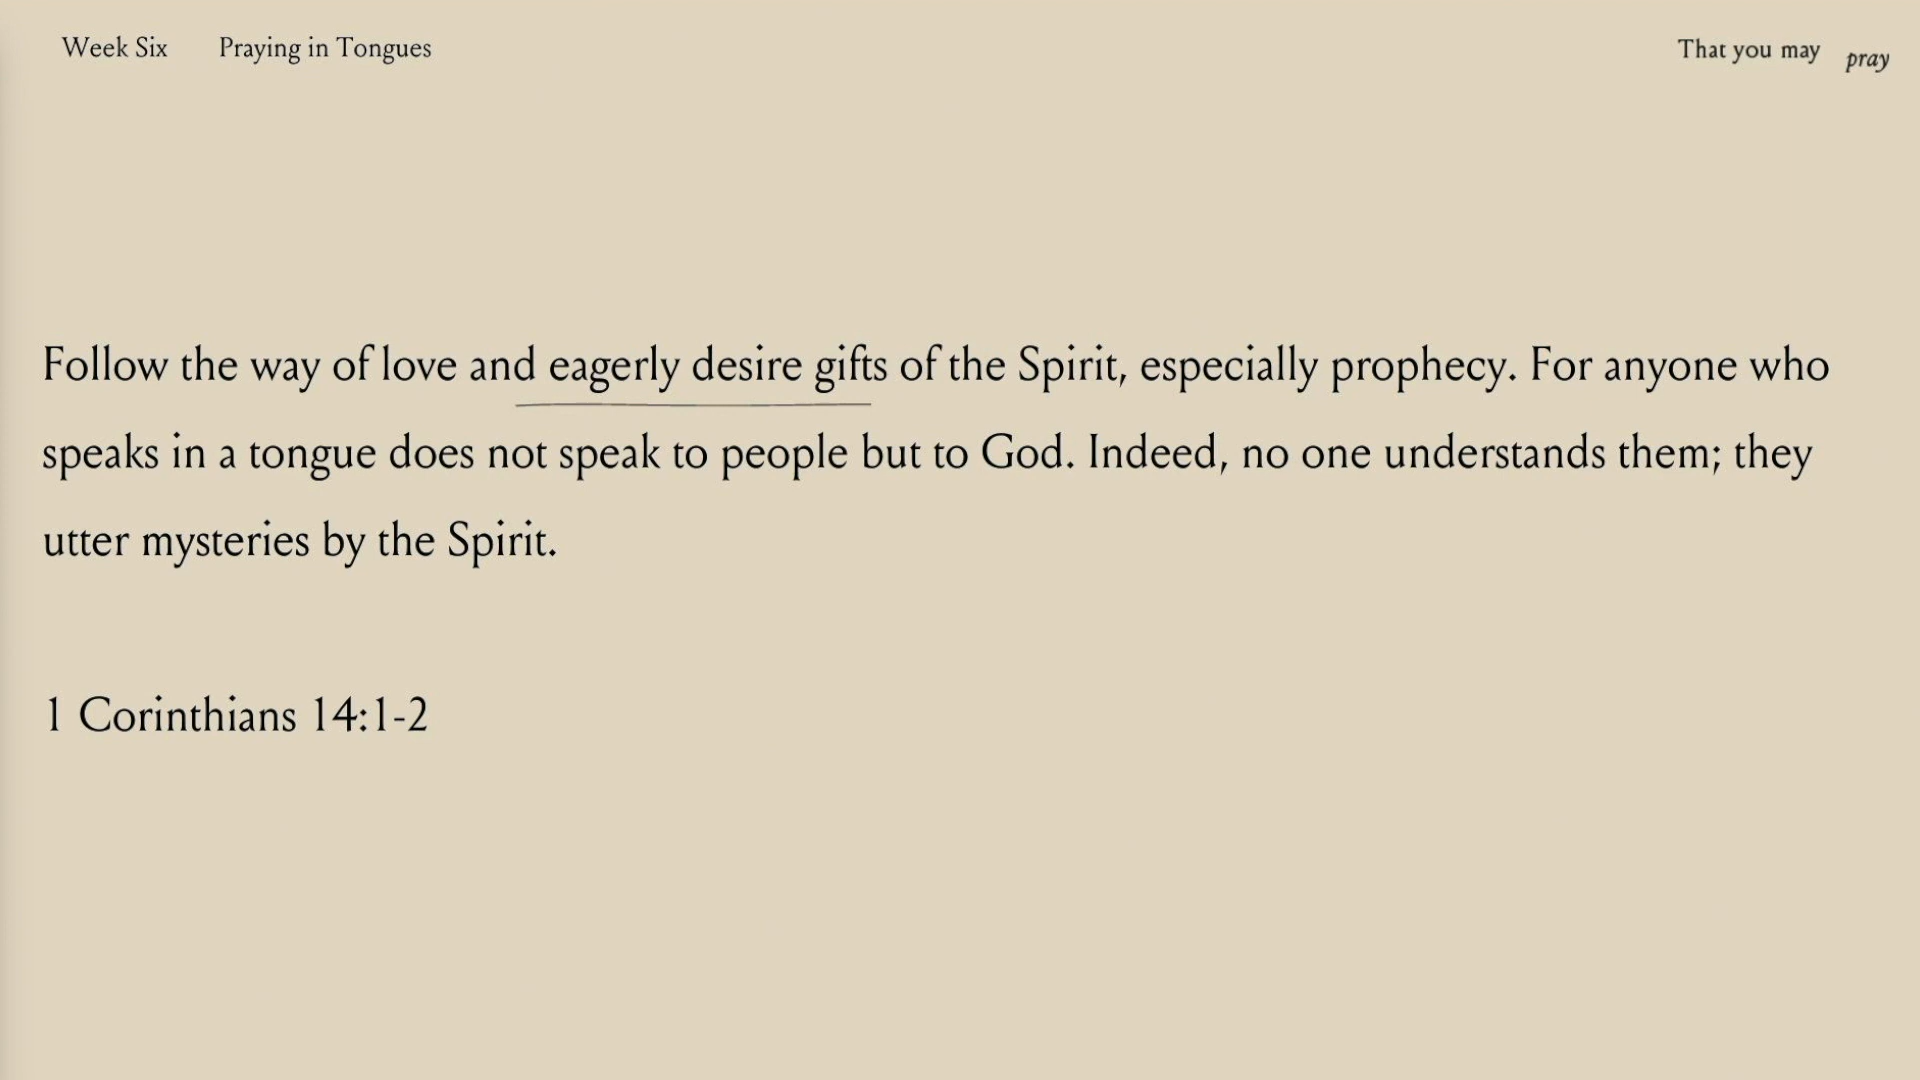 Week Six Praying in Tongues That you may pray
Follow the way of love and eagerly desire gifts of the Spirit, especially prophecy. For anyone who
speaks in a tongue does not speak to people but to God. Indeed, no one understands them; they
utter mysteries by the Spirit.
1 Corinthians 14:1-2